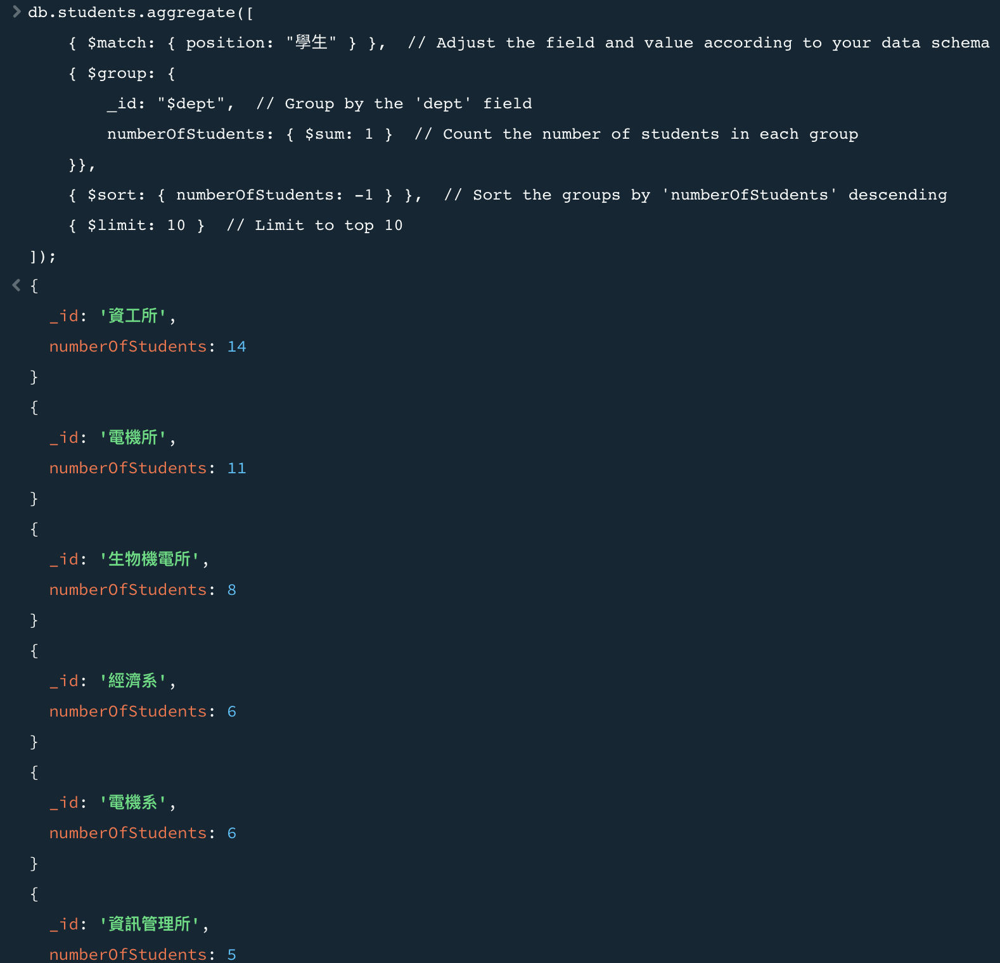 db.students.aggregate([
{ $match: { position: "學生" } },  // Adjust the field and value according to your data schema
{ $group: {
_id: "$dept",  // Group by the 'dept' field
numberOfStudents: { $sum: 1 }  // Count the number of students in each group
}},
{ $sort: { numberOfStudents: -1 } },  // Sort the groups by 'numberOfStudents' descending
{ $limit: 10 }  // Limit to top 10
]);
{
_id: '資工所',
numberOfStudents: 14
}
{
_id: '電機所',
numberOfStudents: 11
}
{
_id: '生物機電所',
numberOfStudents: 8
}
{
_id: '經濟系',
numberOfStudents: 6
}
{
_id: '電機系',
numberOfStudents: 6
}
{
_id: '資訊管理所',
numberOfStudents: 5